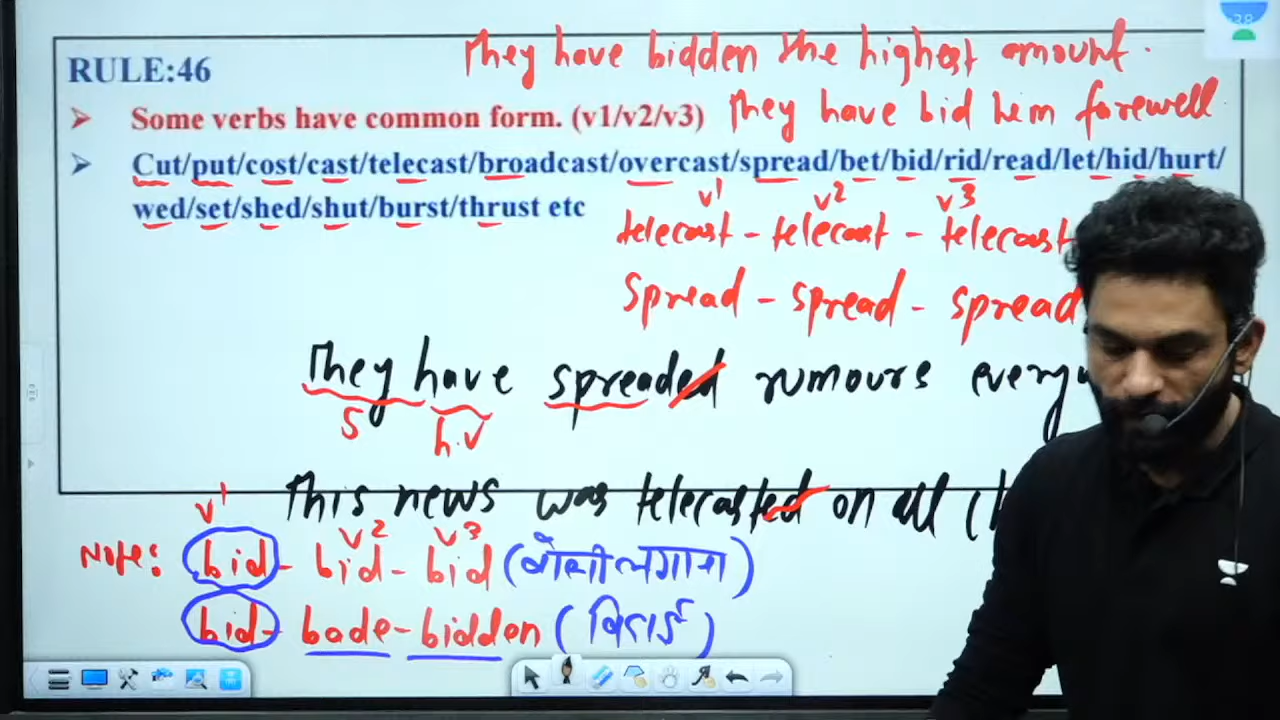 RULE:46
They have bidden the highest amount.
➢ Some verbs have common form. (v1/v2/v3)
They have bid him farewell
➢ Cut/put/cost/cast/telecast/broadcast/overcast/spread/bet/bid/rid/read/let/hid/hurt/
wed/set/shed/shut/burst/thrust etc
v1 v2 v3
telecast - telecast - telecast
spread - spread - spread
They have spreaded rumours
S h.v
This news was telecasted on all
v1 v2 v3
Note: bid - bid - bid (बोली लगाना)
bid - bade - bidden (विदाई)